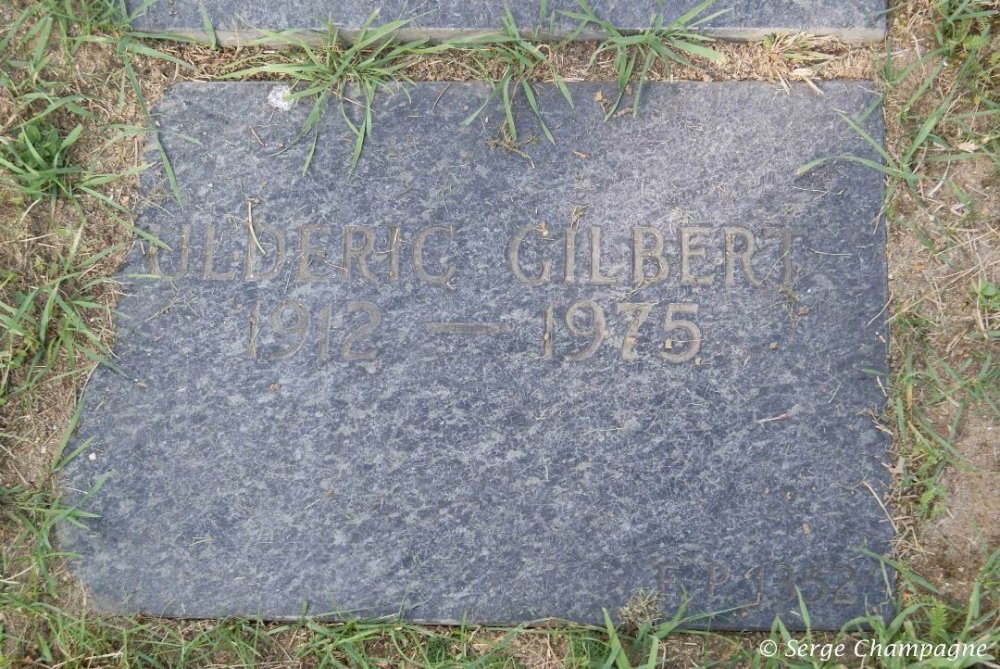 ULDERIC GILBERT
1912 — 1975
© Serge Champagne